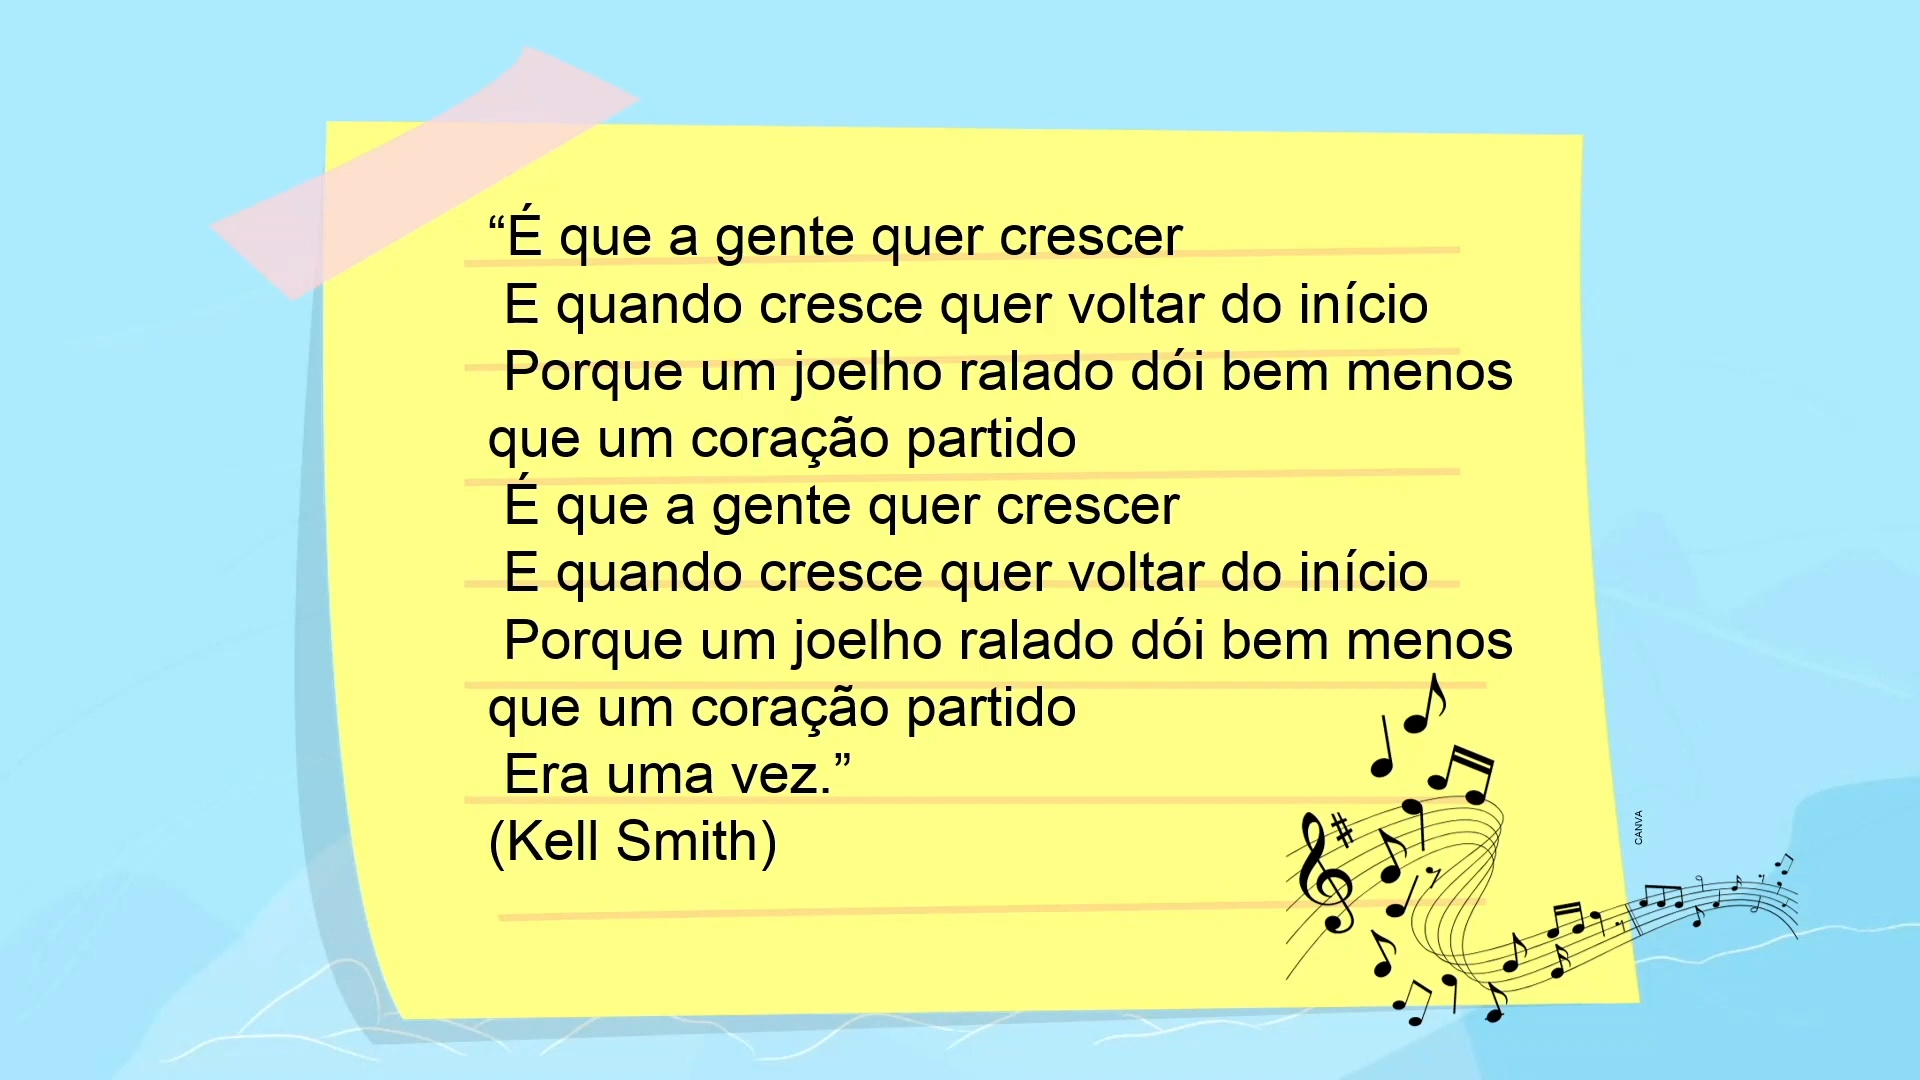 “É que a gente quer crescer
E quando cresce quer voltar do início
Porque um joelho ralado dói bem menos
que um coração partido
É que a gente quer crescer
E quando cresce quer voltar do início
Porque um joelho ralado dói bem menos
que um coração partido
Era uma vez.”
(Kell Smith)
CANVA